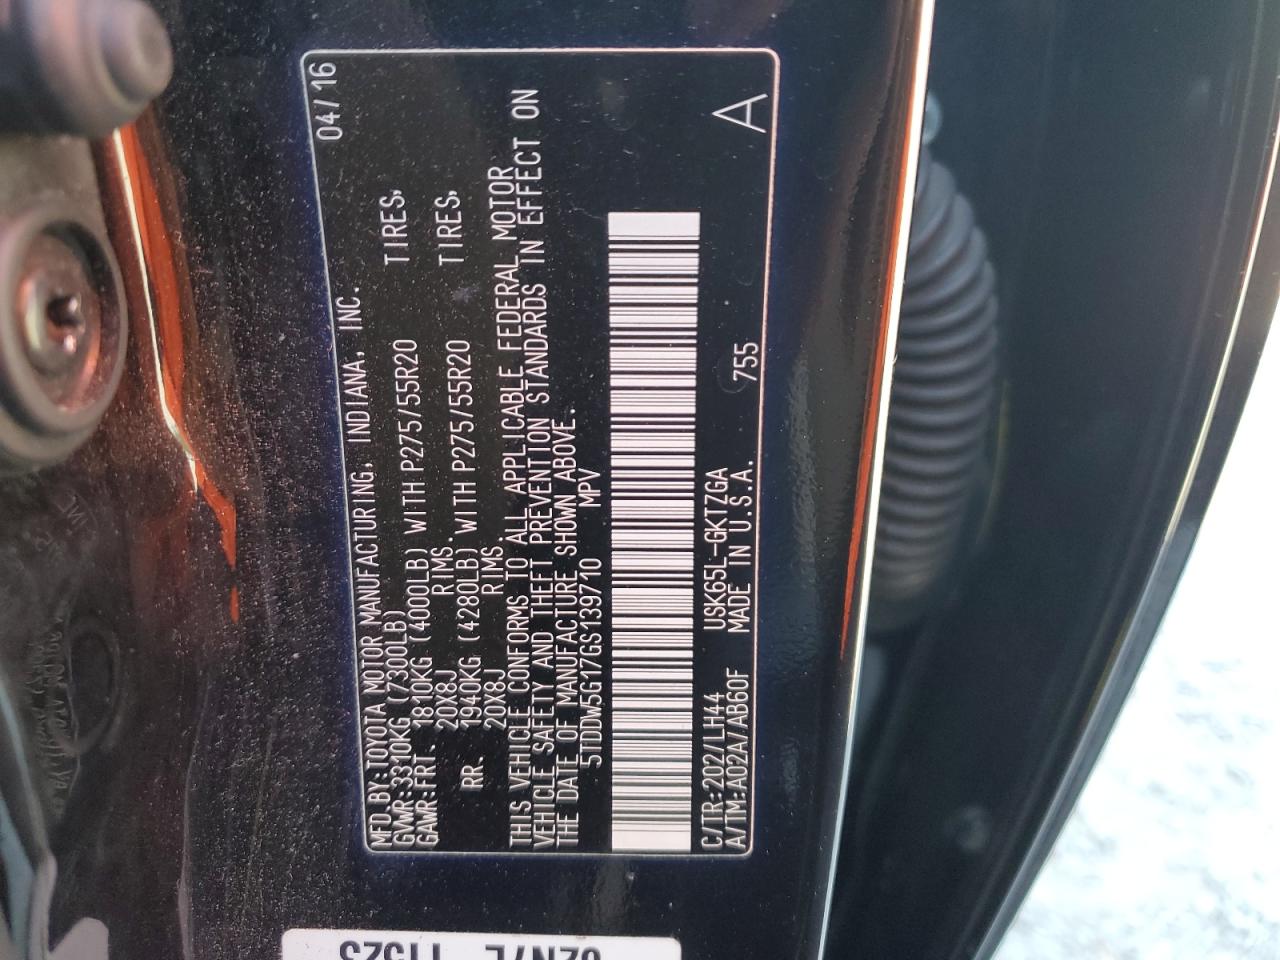 04/16
MFD.BY:TOYOTA MOTOR MANUFACTURING, INDIANA, INC.
GVWR:3310KG (7300LB)
GAWR:FRT. 1810KG (4000LB) WITH P275/55R20 TIRES,
20X8J RIMS,
RR. 1940KG (4280LB) WITH P275/55R20 TIRES,
20X8J RIMS.
THIS VEHICLE CONFORMS TO ALL APPLICABLE FEDERAL MOTOR
VEHICLE SAFETY AND THEFT PREVENTION STANDARDS IN EFFECT ON
THE DATE OF MANUFACTURE SHOWN ABOVE.
5TDDW5G17GS139710 MPV
C/TR:202/LH44 USK65L-GKTZGA
A/TM:A02A/AB60F MADE IN U.S.A. 755 A